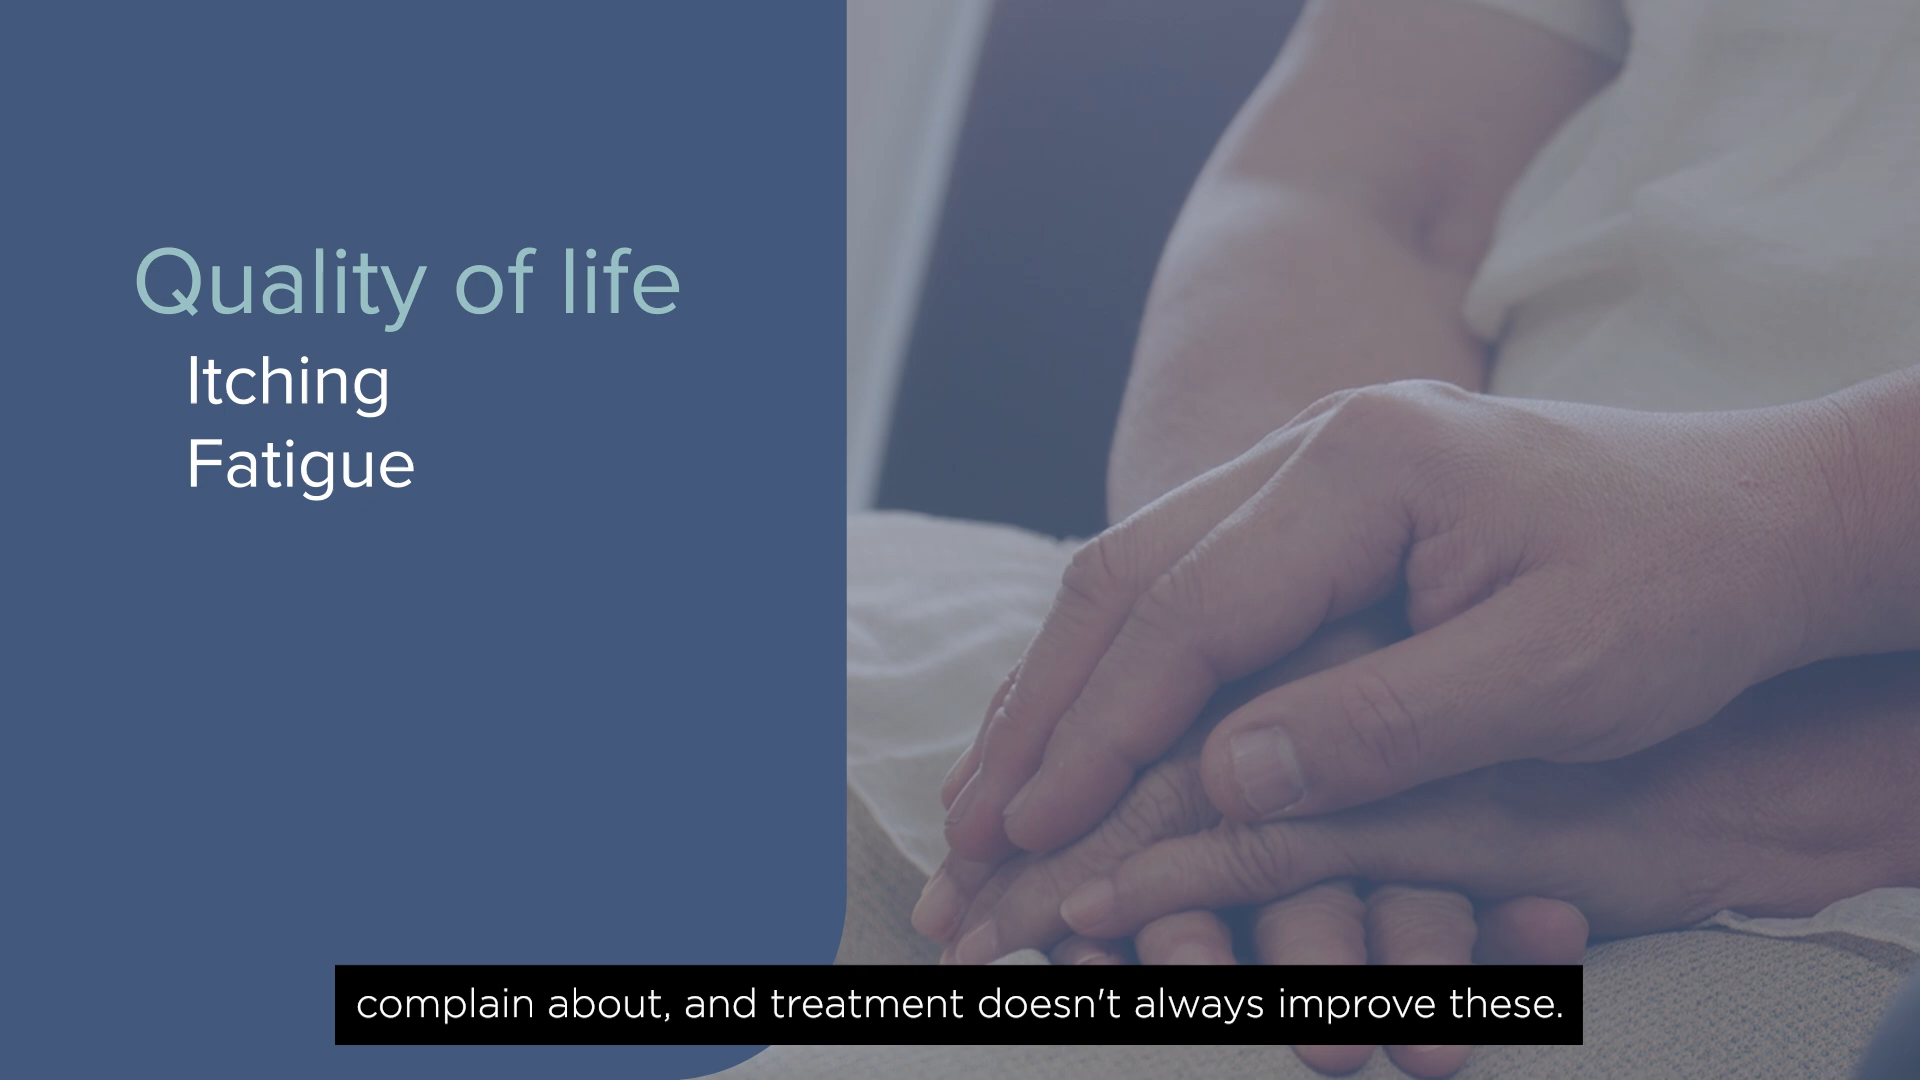 Quality of life
Itching
Fatigue
complain about, and treatment doesn't always improve these.